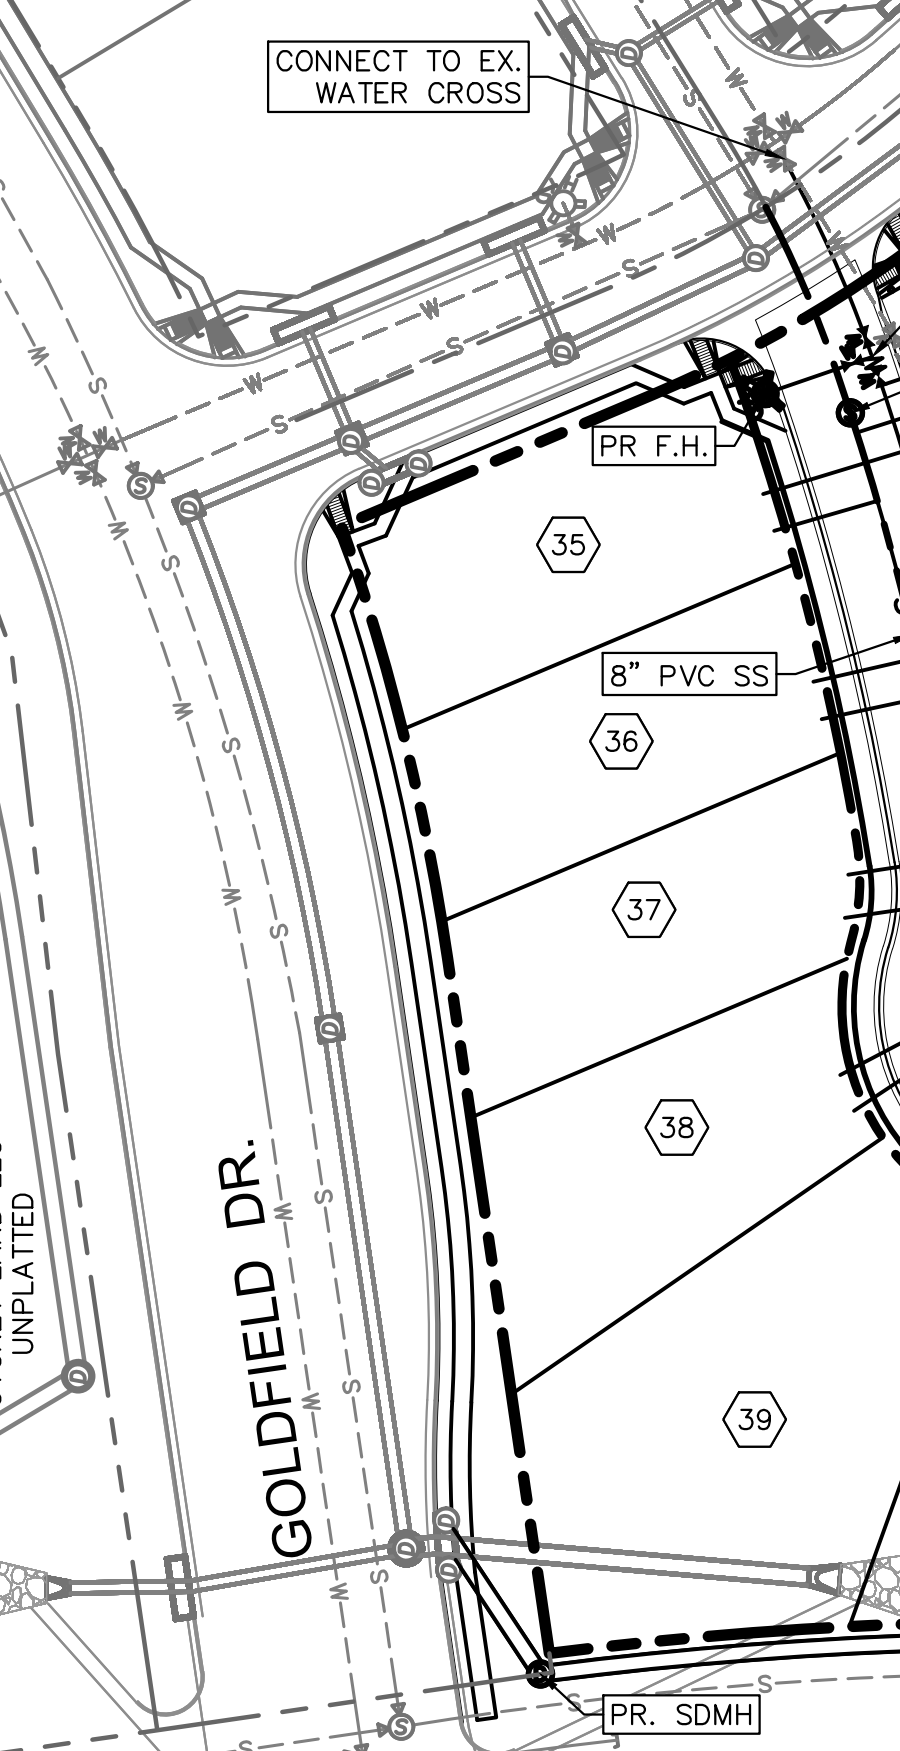 CONNECT TO EX.
WATER CROSS
PR F.H.
35
8" PVC SS
36
37
38
UNPLATTED
GOLDFIELD DR.
39
PR. SDMH